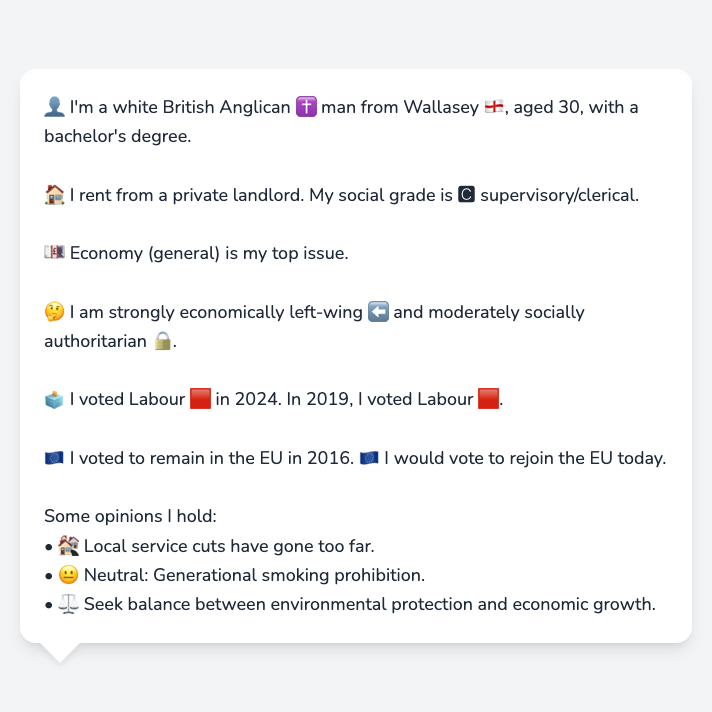 👤 I'm a white British Anglican ✝️ man from Wallasey 🏴󠁧󠁢󠁥󠁮󠁧󠁿, aged 30, with a
bachelor's degree.
🏠 I rent from a private landlord. My social grade is 🅲 supervisory/clerical.
💷 Economy (general) is my top issue.
🤔 I am strongly economically left-wing ⬅️ and moderately socially
authoritarian 🔒.
🗳️ I voted Labour 🟥 in 2024. In 2019, I voted Labour 🟥.
🇪🇺 I voted to remain in the EU in 2016. 🇪🇺 I would vote to rejoin the EU today.
Some opinions I hold:
• 🏚️ Local service cuts have gone too far.
• 😐 Neutral: Generational smoking prohibition.
• ⚖️ Seek balance between environmental protection and economic growth.